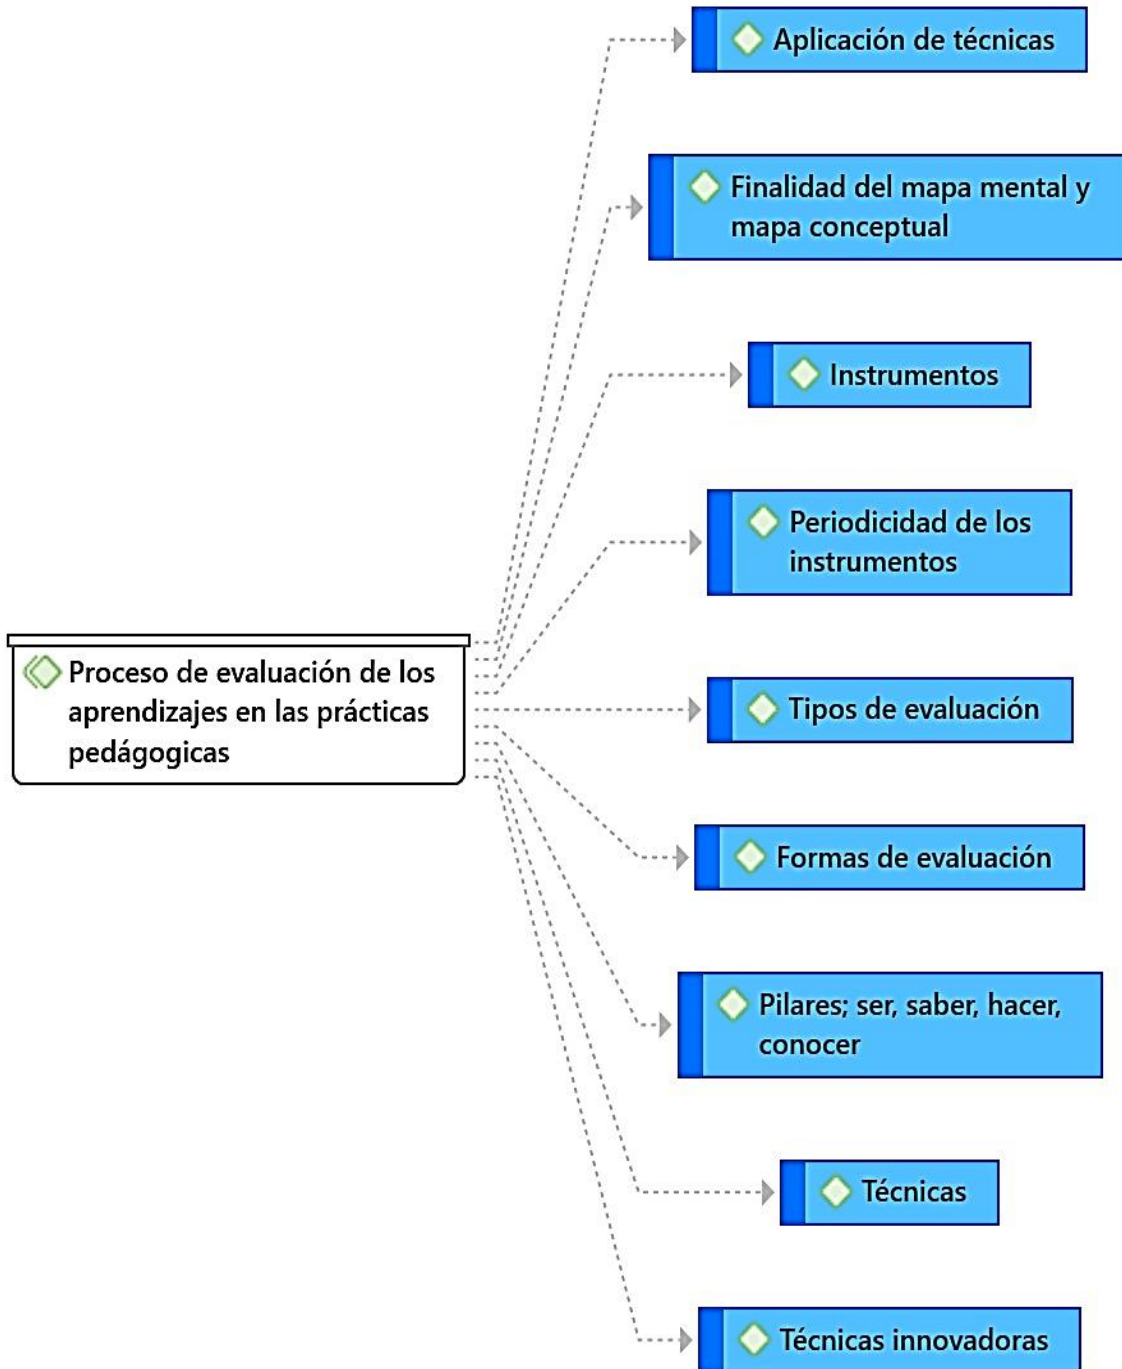 Aplicación de técnicas
Finalidad del mapa mental y
mapa conceptual
Instrumentos
Periodicidad de los
instrumentos
Proceso de evaluación de los
aprendizajes en las prácticas
pedágogicas
Tipos de evaluación
Formas de evaluación
Pilares; ser, saber, hacer,
conocer
Técnicas
Técnicas innovadoras